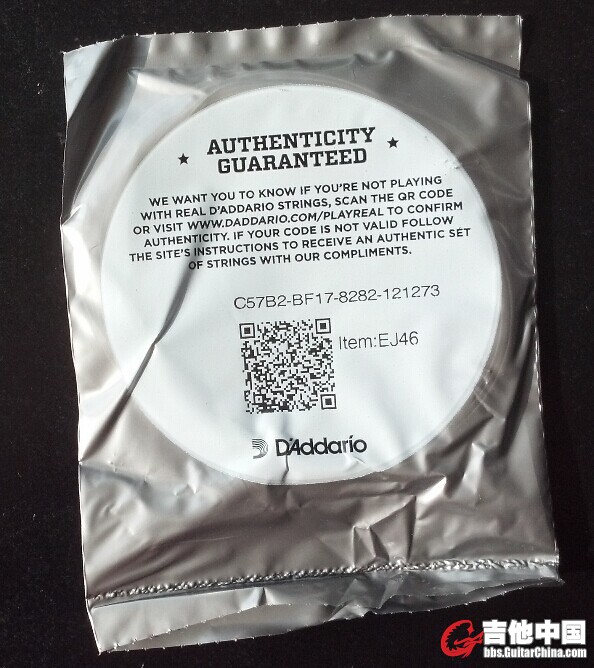 AUTHENTICITY
GUARANTEED
WE WANT YOU TO KNOW IF YOU'RE NOT PLAYING
WITH REAL D'ADDARIO STRINGS, SCAN THE QR CODE
OR VISIT WWW.DADDARIO.COM/PLAYREAL TO CONFIRM
AUTHENTICITY. IF YOUR CODE IS NOT VALID FOLLOW
THE SITE'S INSTRUCTIONS TO RECEIVE AN AUTHENTIC SET
OF STRINGS WITH OUR COMPLIMENTS.
C57B2-BF17-8282-121273
Item:EJ46
D'Addario
吉他中国
bbs.GuitarChina.com